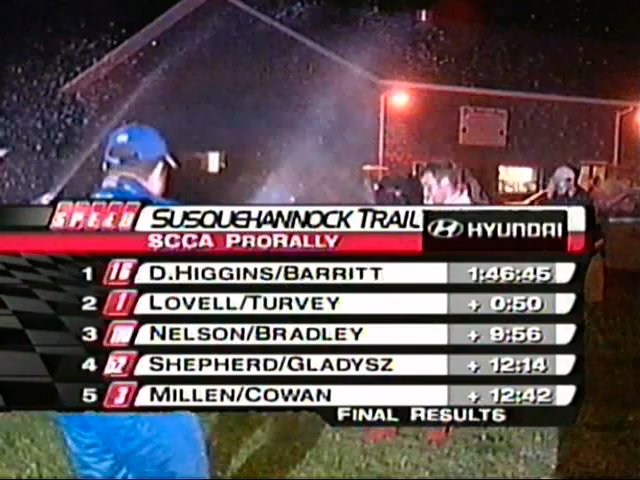 SPEED SUSQUEHANNOCK TRAIL HYUNDAI
SCCA PRORALLY
1 16 D.HIGGINS/BARRITT 1:46:45
2 1 LOVELL/TURVEY + 0:50
3 NELSON/BRADLEY + 9:56
4 52 SHEPHERD/GLADYSZ + 12:14
5 3 MILLEN/COWAN + 12:42
FINAL RESULTS